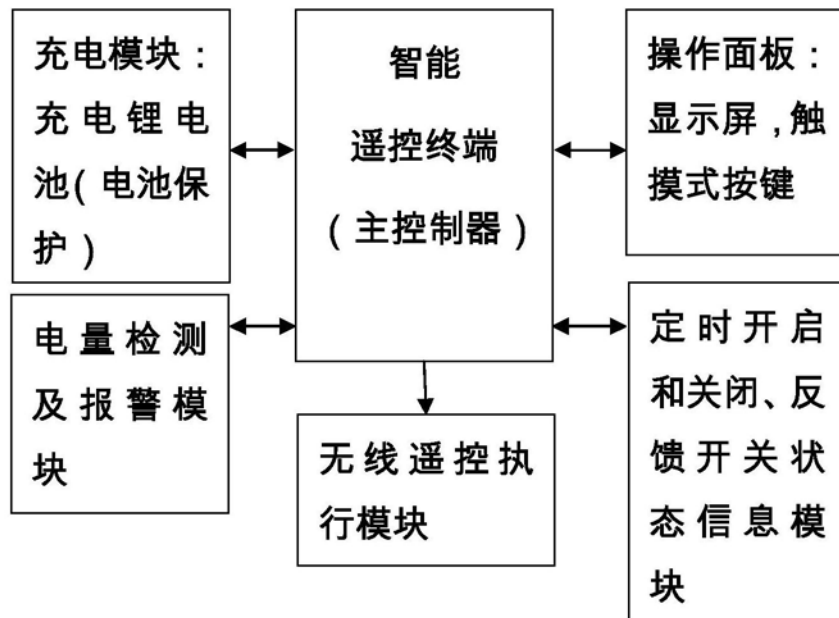 充电模块：
充电锂电
池（电池保
护）
智能
遥控终端
（主控制器）
操作面板：
显示屏，触
摸式按键
电量检测
及报警模
块
无线遥控执
行模块
定时开启
和关闭、反
馈开关状
态信息模
块